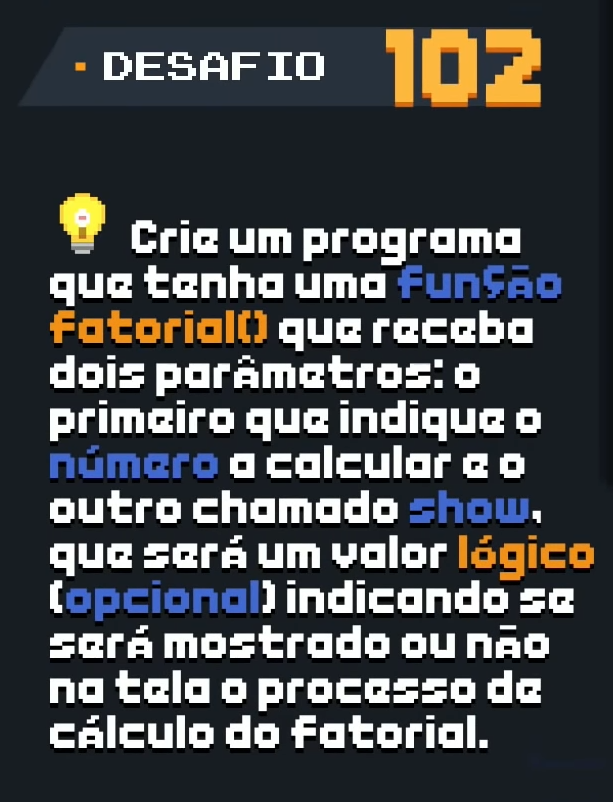 DESAFIO 102
Crie um programa
que tenha uma função
fatorial() que receba
dois parâmetros: o
primeiro que indique o
número a calcular e o
outro chamado show,
que será um valor lógico
(opcional) indicando se
será mostrado ou não
na tela o processo de
cálculo do fatorial.